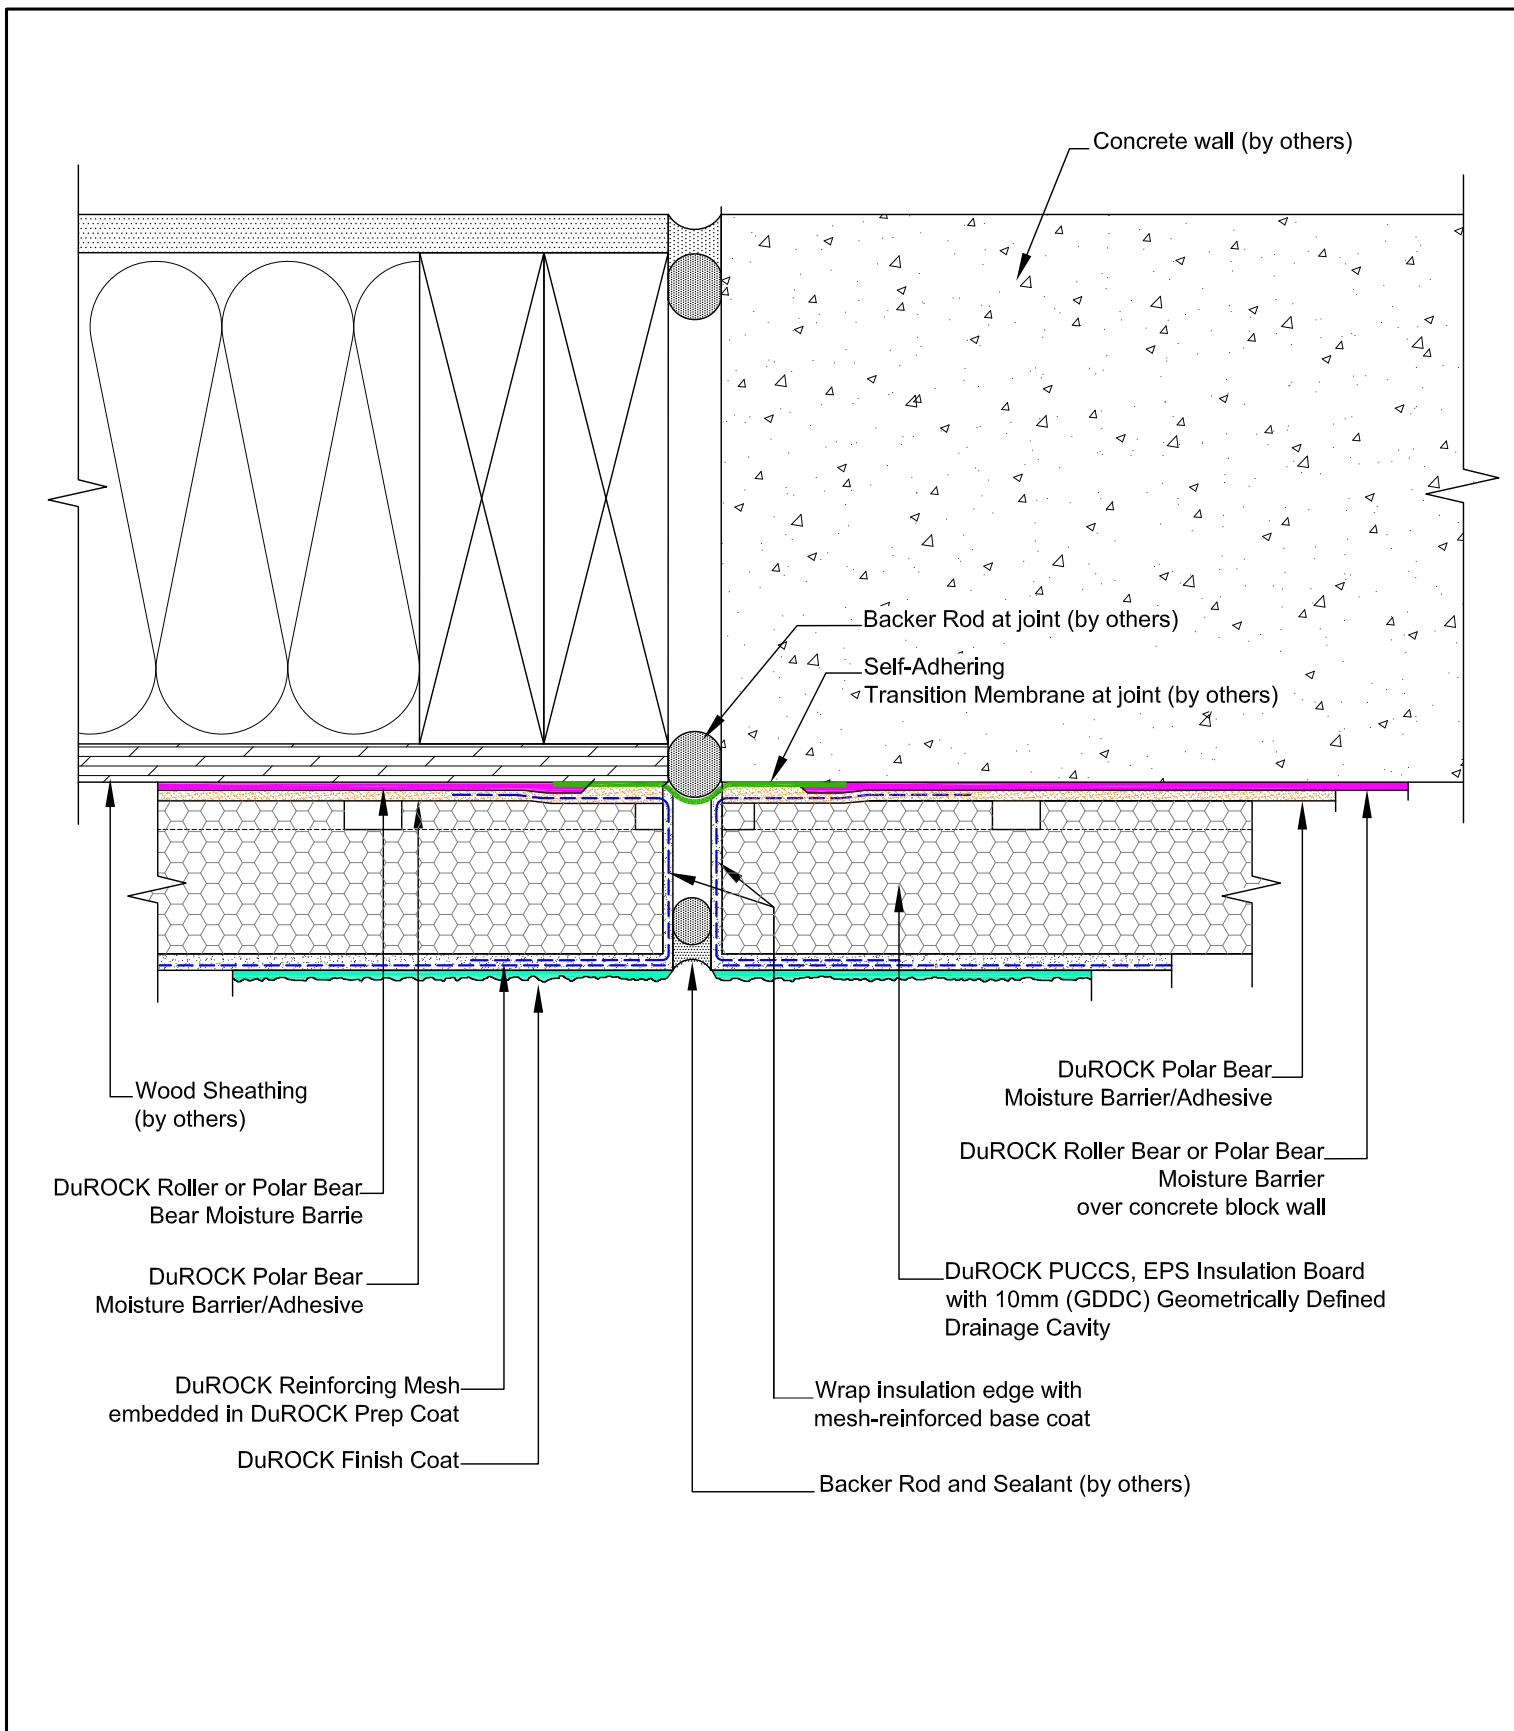 Concrete wall (by others)
Backer Rod at joint (by others)
Self-Adhering
Transition Membrane at joint (by others)
Wood Sheathing
(by others)
DuROCK Polar Bear
Moisture Barrier/Adhesive
DuROCK Roller Bear or Polar Bear
Moisture Barrier
over concrete block wall
DuROCK Roller or Polar Bear
Bear Moisture Barrie
DuROCK Polar Bear
Moisture Barrier/Adhesive
DuROCK PUCCS, EPS Insulation Board
with 10mm (GDDC) Geometrically Defined
Drainage Cavity
DuROCK Reinforcing Mesh
embedded in DuROCK Prep Coat
Wrap insulation edge with
mesh-reinforced base coat
DuROCK Finish Coat
Backer Rod and Sealant (by others)